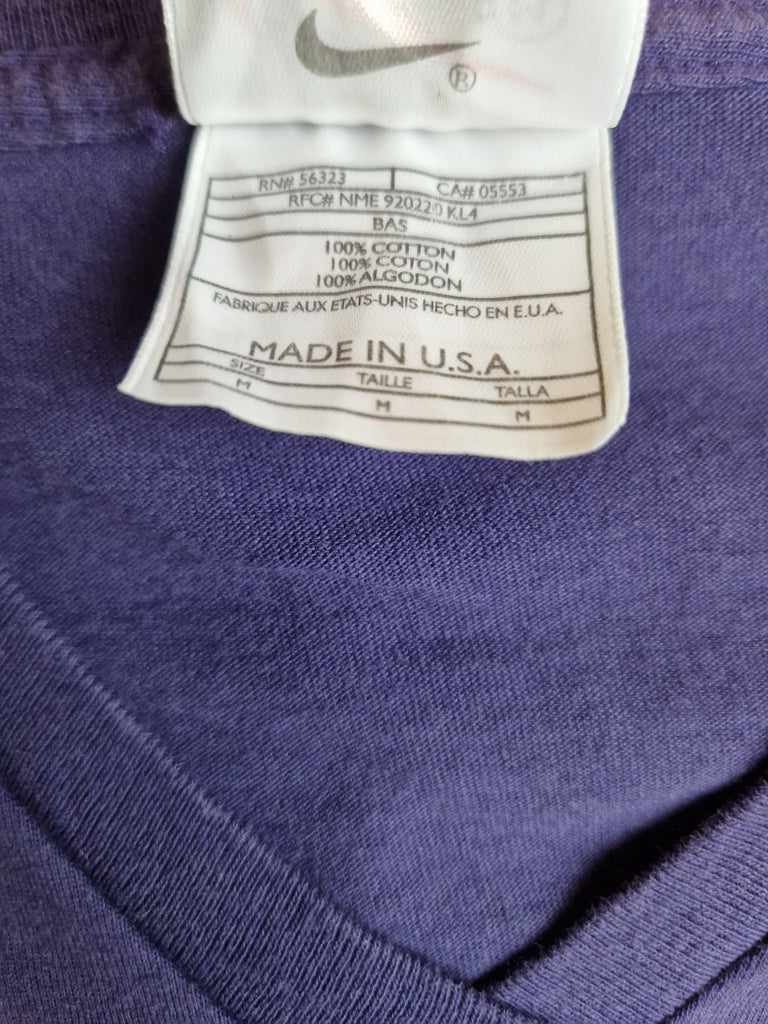 ®
RN# 56323 CA# 05553
RFC# NME 920220 KL4
BAS
100% COTTON
100% COTON
100% ALGODON
FABRIQUE AUX ETATS-UNIS HECHO EN E.U.A.
MADE IN U.S.A.
SIZE TAILLE TALLA
M M M